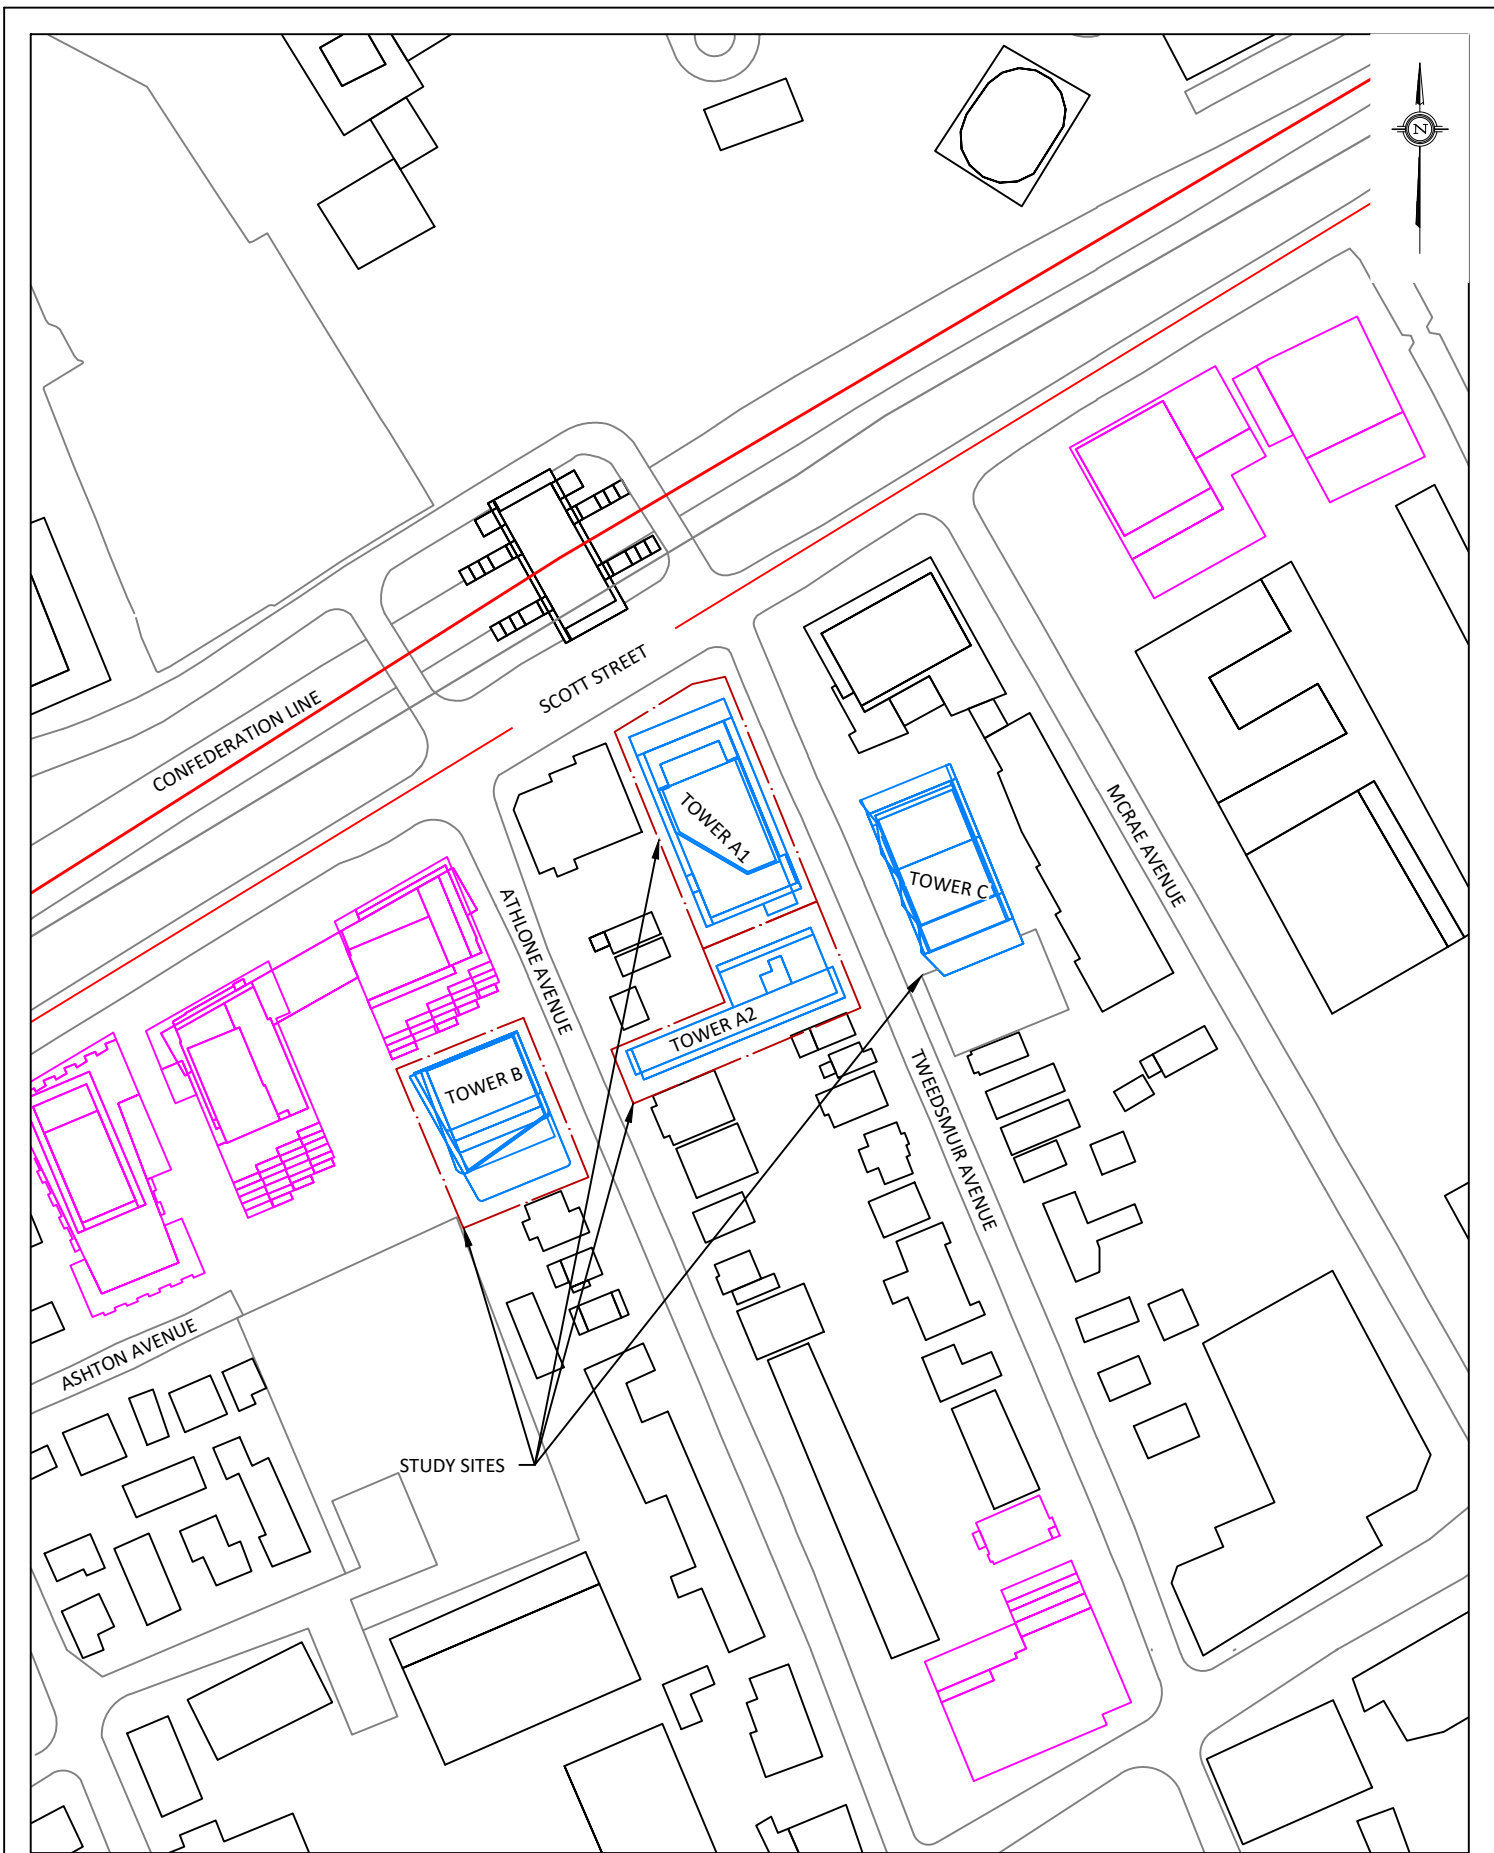 N
SCOTT STREET
CONFEDERATION LINE
TOWER A1
MCRAE AVENUE
TOWER C
ATHLONE AVENUE
TOWER A2
TOWER B
TWEEDSMUIR AVENUE
ASHTON AVENUE
STUDY SITES